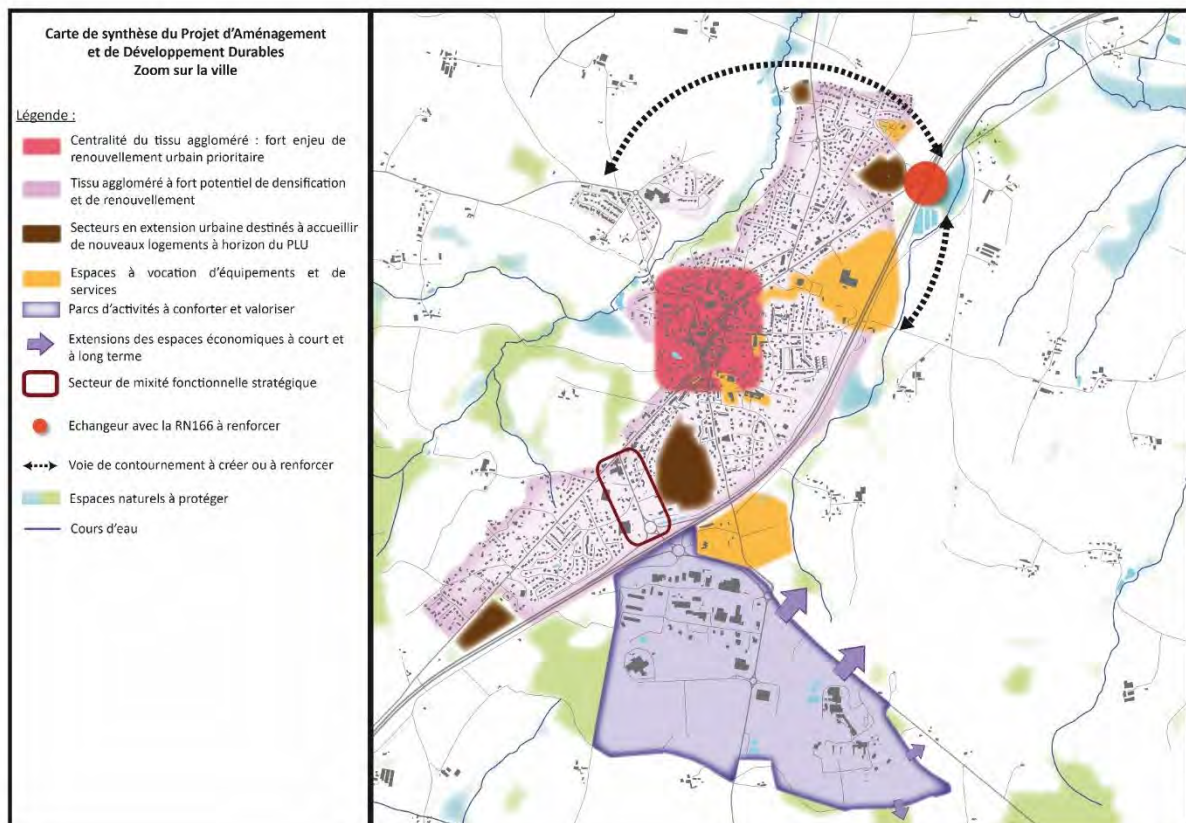 Carte de synthèse du Projet d'Aménagement
et de Développement Durables
Zoom sur la ville
Légende :
Centralité du tissu aggloméré : fort enjeu de
renouvellement urbain prioritaire
Tissu aggloméré à fort potentiel de densification
et de renouvellement
Secteurs en extension urbaine destinés à accueillir
de nouveaux logements à horizon du PLU
Espaces à vocation d'équipements et de
services
Parcs d'activités à conforter et valoriser
Extensions des espaces économiques à court et
à long terme
Secteur de mixité fonctionnelle stratégique
Echangeur avec la RN166 à renforcer
Voie de contournement à créer ou à renforcer
Espaces naturels à protéger
Cours d'eau